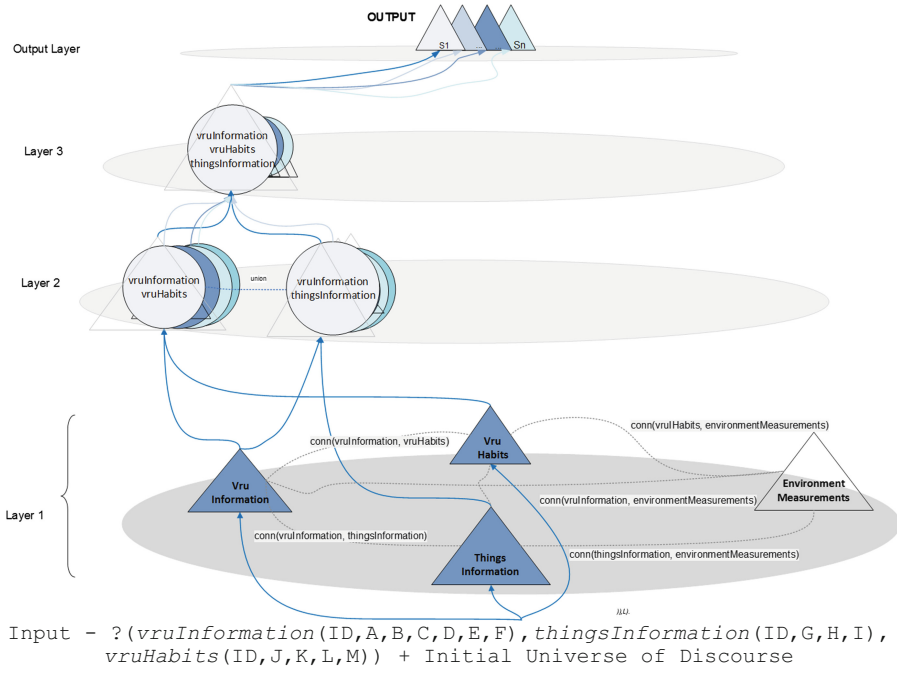 OUTPUT
Output Layer
S1
...
Sn
Layer 3
vruInformation
vruHabits
thingsInformation
Layer 2
vruInformation
vruHabits
union
vruInformation
thingsInformation
Layer 1
Vru
Information
conn(vruInformation, vruHabits)
Vru
Habits
conn(vruHabits, environmentMeasurements)
Environment
Measurements
conn(vruInformation, environmentMeasurements)
conn(vruInformation, thingsInformation)
conn(thingsInformation, environmentMeasurements)
Things
Information
Input - ?(vruInformation(ID,A,B,C,D,E,F),thingsInformation(ID,G,H,I),
vruHabits(ID,J,K,L,M)) + Initial Universe of Discourse